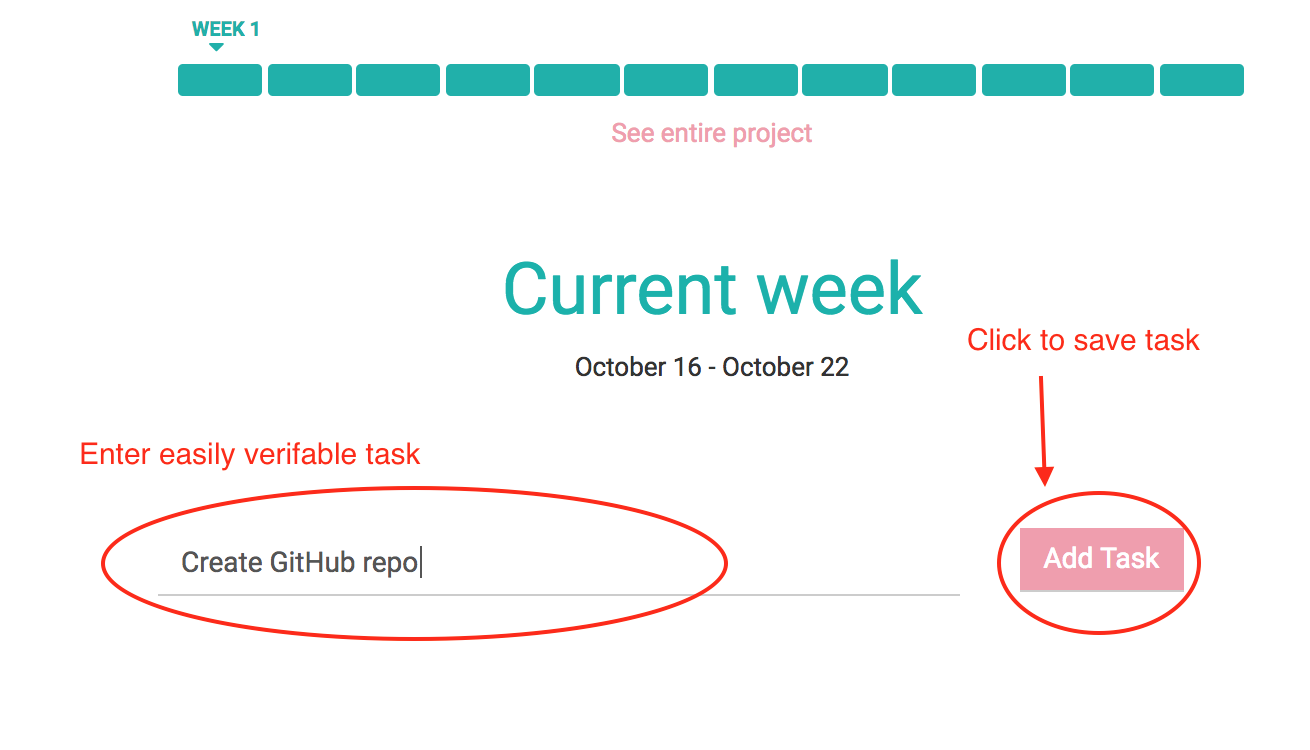 WEEK 1
See entire project
Current week
October 16 - October 22
Click to save task
Enter easily verifable task
Create GitHub repo
Add Task